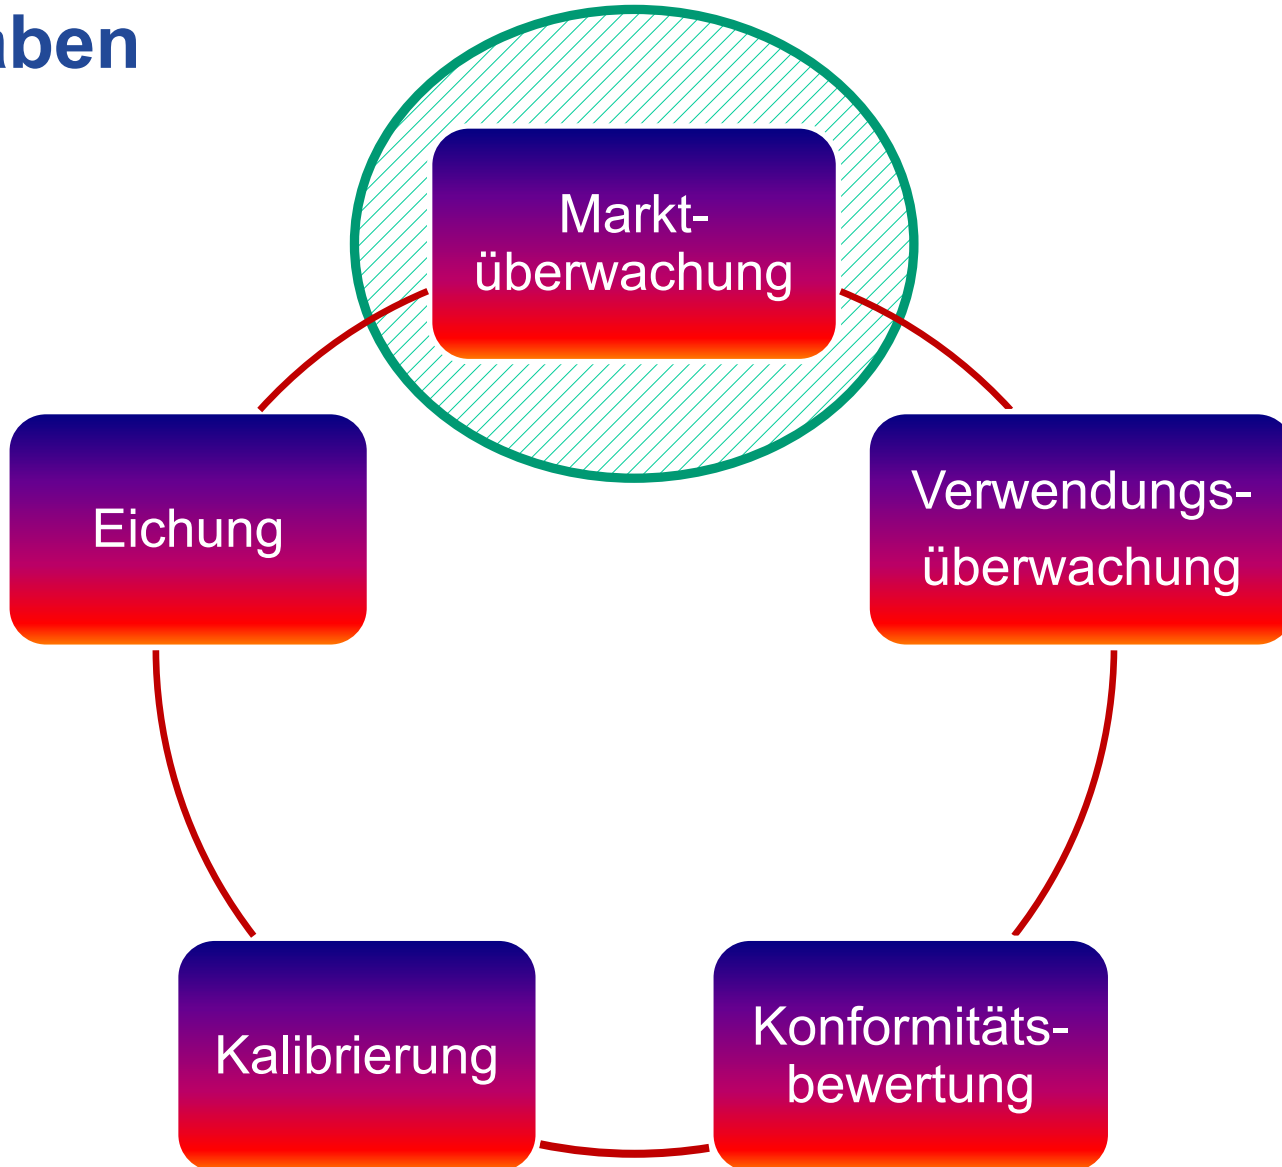 aben
Markt-
überwachung
Eichung
Verwendungs-
überwachung
Kalibrierung
Konformitäts-
bewertung